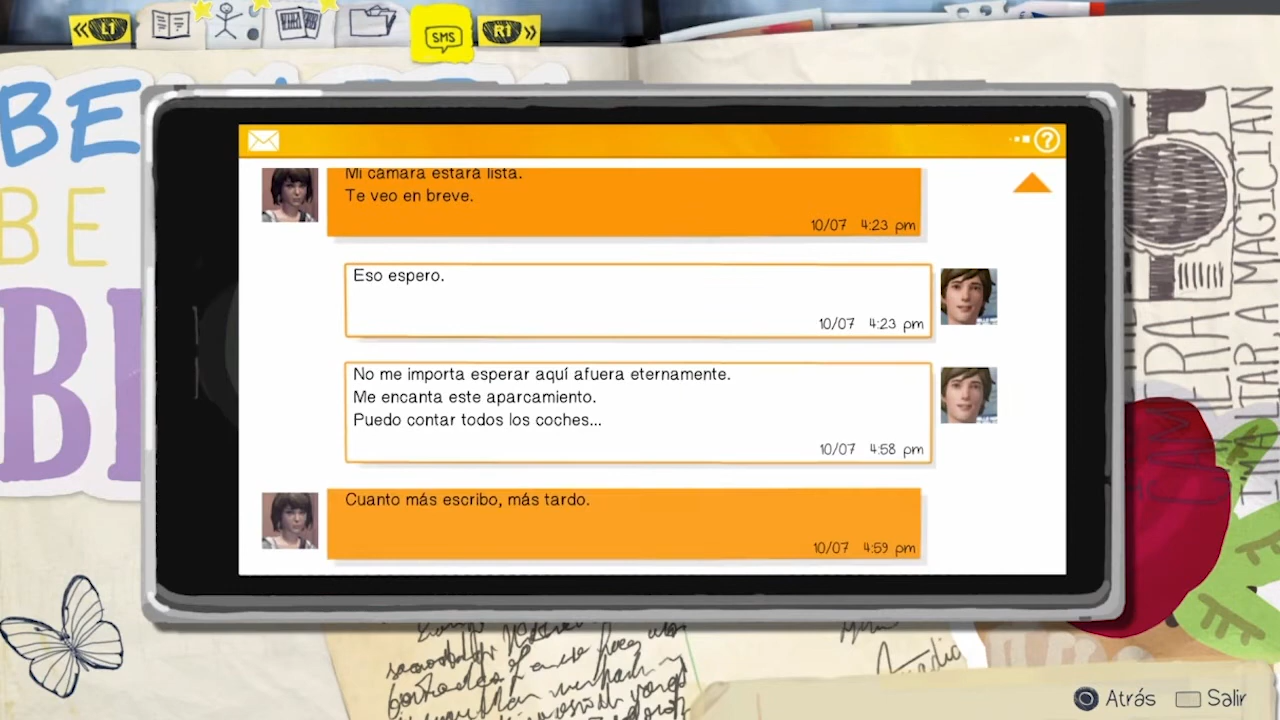 L1
SMS
R1
BE
BE
Mi cámara estará lista.
Te veo en breve.
10/07 4:23 pm
Eso espero.
10/07 4:23 pm
No me importa esperar aquí afuera eternamente.
Me encanta este aparcamiento.
Puedo contar todos los coches...
10/07 4:58 pm
Cuanto más escribo, más tardo.
10/07 4:59 pm
Atrás
Salir